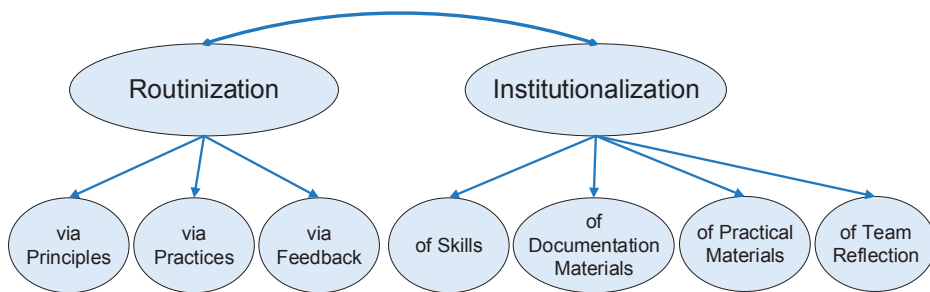 Routinization
Institutionalization
via
Principles
via
Practices
via
Feedback
of Skills
of
Documentation
Materials
of Practical
Materials
of Team
Reflection